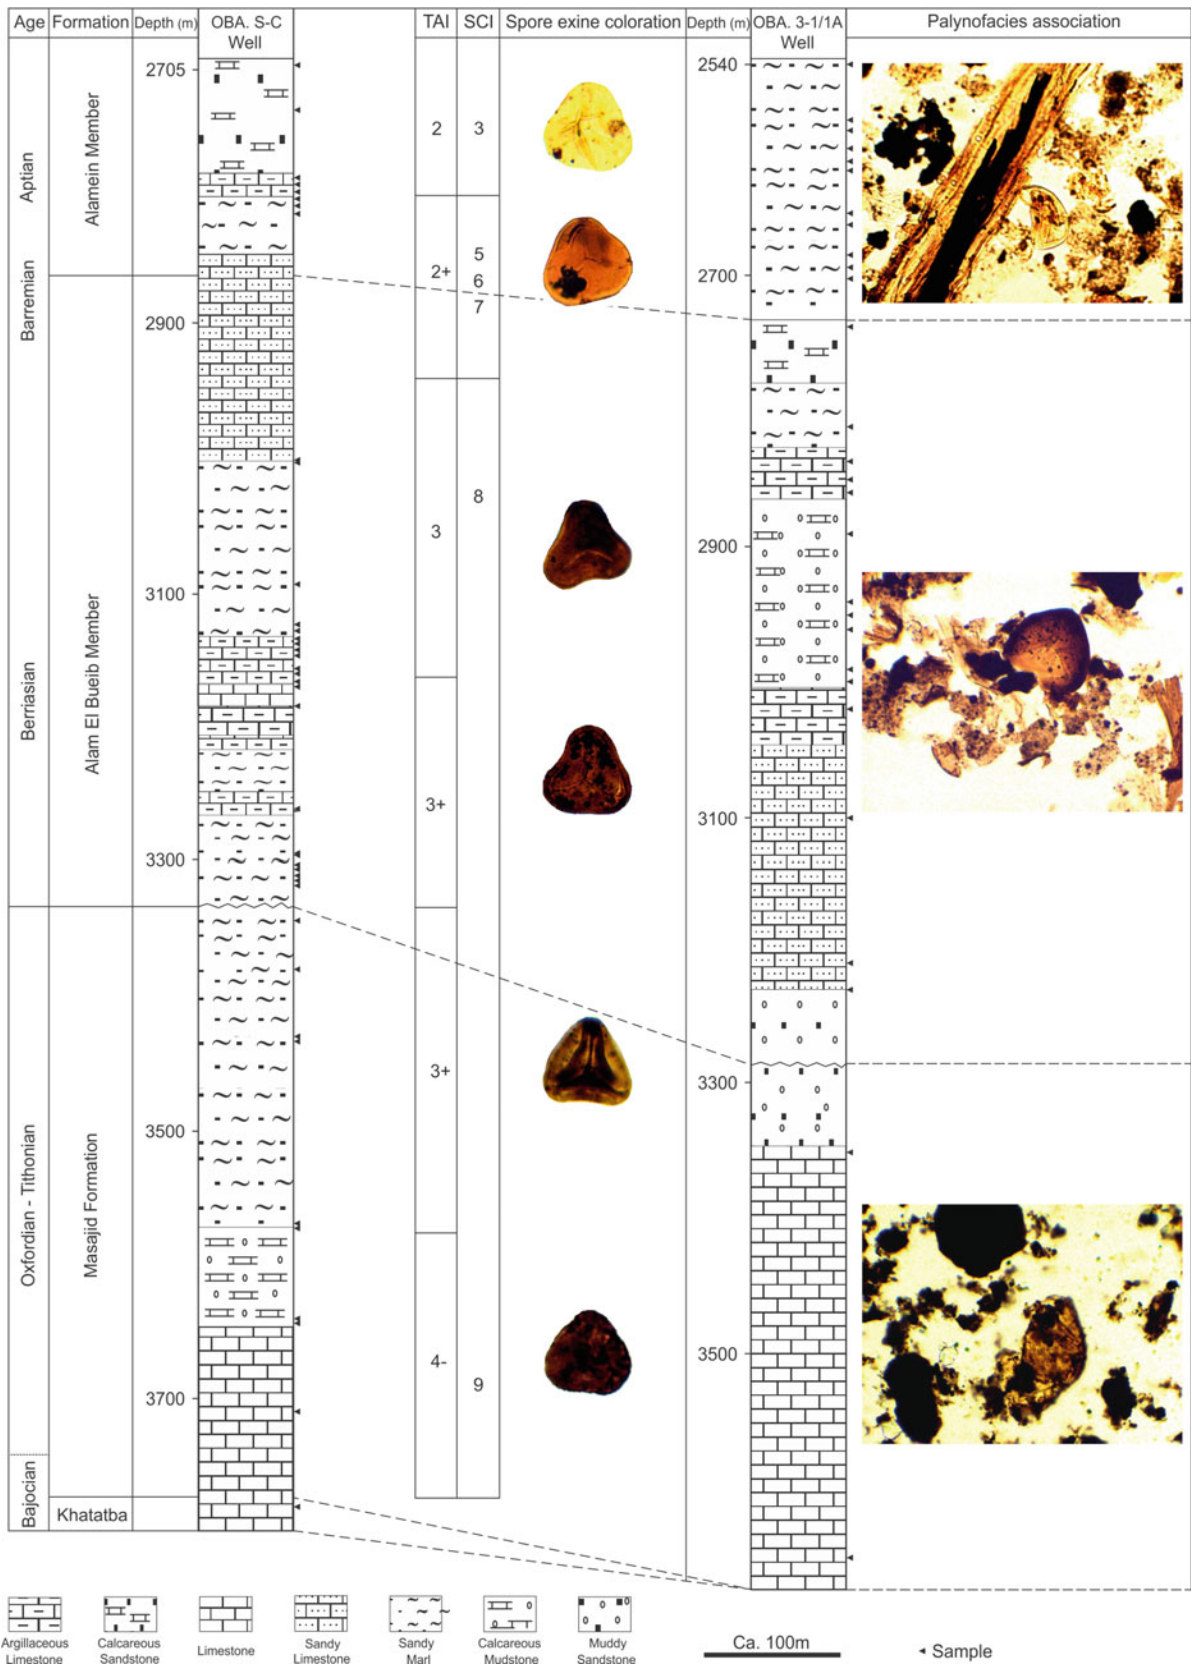 Age Formation Depth (m) OBA. S-C Well TAI SCI Spore exine coloration Depth (m) OBA. 3-1/1A Well Palynofacies association
2705
2900
3100
3300
3500
3700
Aptian
Barremian
Berriasian
Oxfordian - Tithonian
Bajocian
Alamein Member
Alam El Bueib Member
Masajid Formation
Khatatba
2
2+
3
3+
3+
4-
3
5
6
7
8
9
2540
2700
2900
3100
3300
3500
Argillaceous Limestone
Calcareous Sandstone
Limestone
Sandy Limestone
Sandy Marl
Calcareous Mudstone
Muddy Sandstone
Ca. 100m
Sample